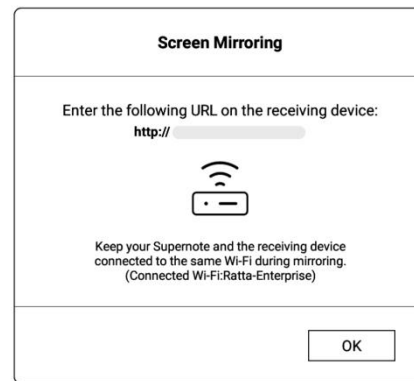 Screen Mirroring
Enter the following URL on the receiving device:
http://
Keep your Supernote and the receiving device
connected to the same Wi-Fi during mirroring.
(Connected Wi-Fi:Ratta-Enterprise)
OK